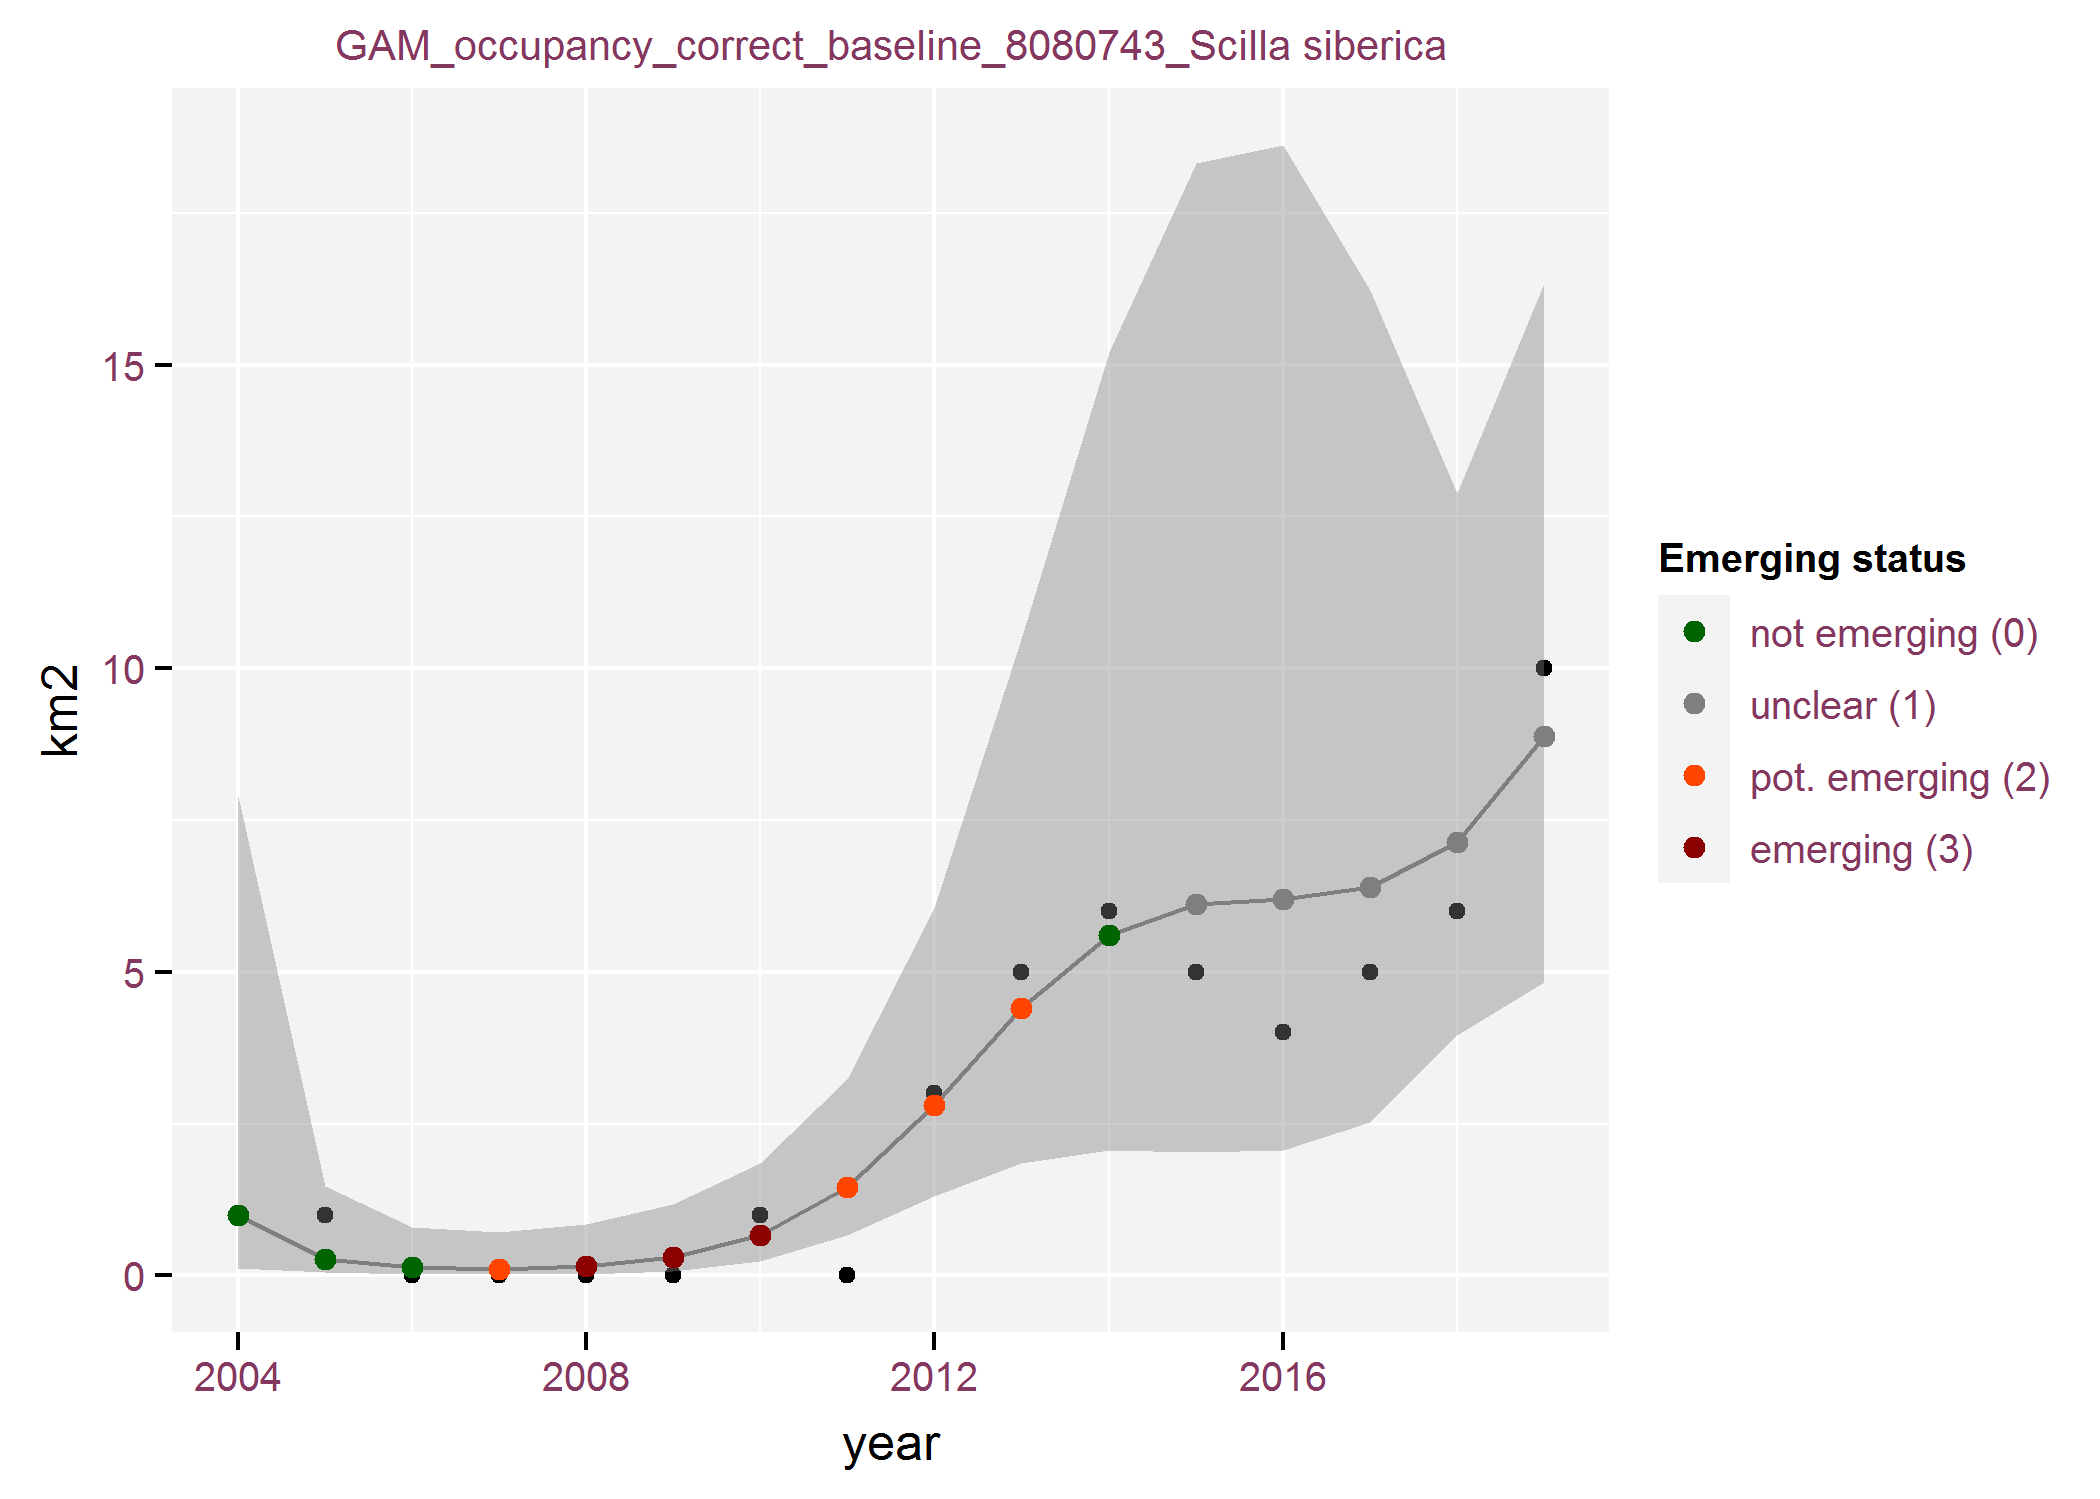 GAM_occupancy_correct_baseline_8080743_Scilla siberica
15
10
5
0
km2
2004 2008 2012 2016
year
Emerging status
not emerging (0)
unclear (1)
pot. emerging (2)
emerging (3)